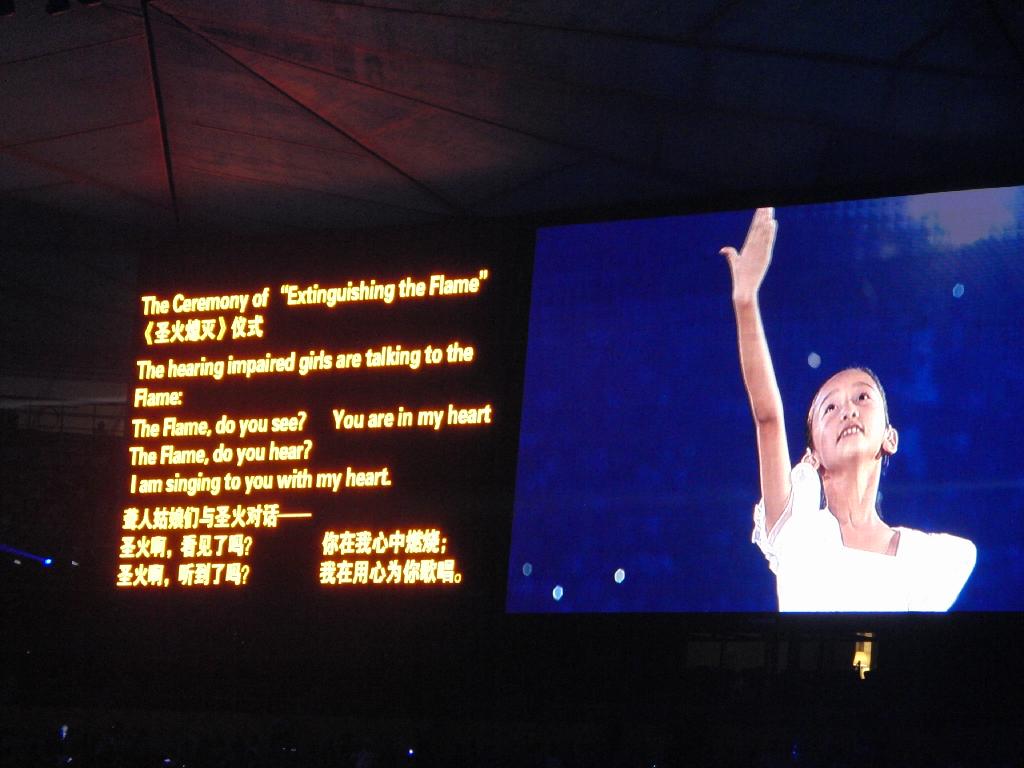 The Ceremony of “Extinguishing the Flame”
《圣火熄灭》仪式
The hearing impaired girls are talking to the
Flame:
The Flame, do you see? You are in my heart
The Flame, do you hear?
I am singing to you with my heart.
聋人姑娘们与圣火对话——
圣火啊，看见了吗？ 你在我心中燃烧；
圣火啊，听到了吗？ 我在用心为你歌唱。